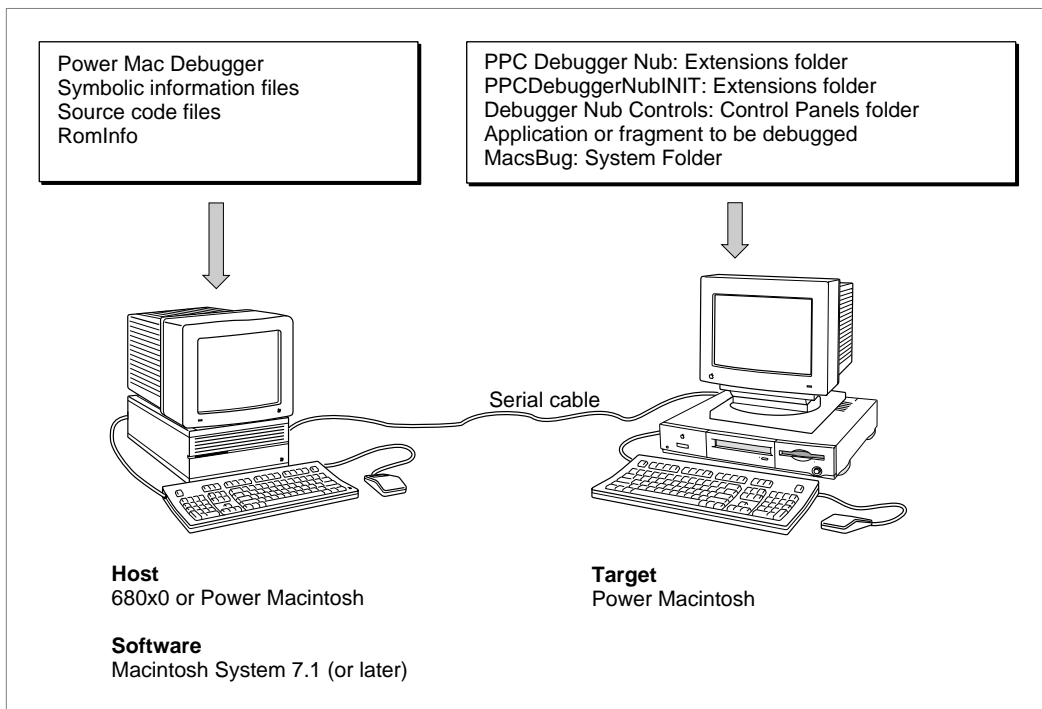 Power Mac Debugger
Symbolic information files
Source code files
RomInfo
PPC Debugger Nub: Extensions folder
PPCDebuggerNubINIT: Extensions folder
Debugger Nub Controls: Control Panels folder
Application or fragment to be debugged
MacsBug: System Folder
Serial cable
Host
680x0 or Power Macintosh
Software
Macintosh System 7.1 (or later)
Target
Power Macintosh